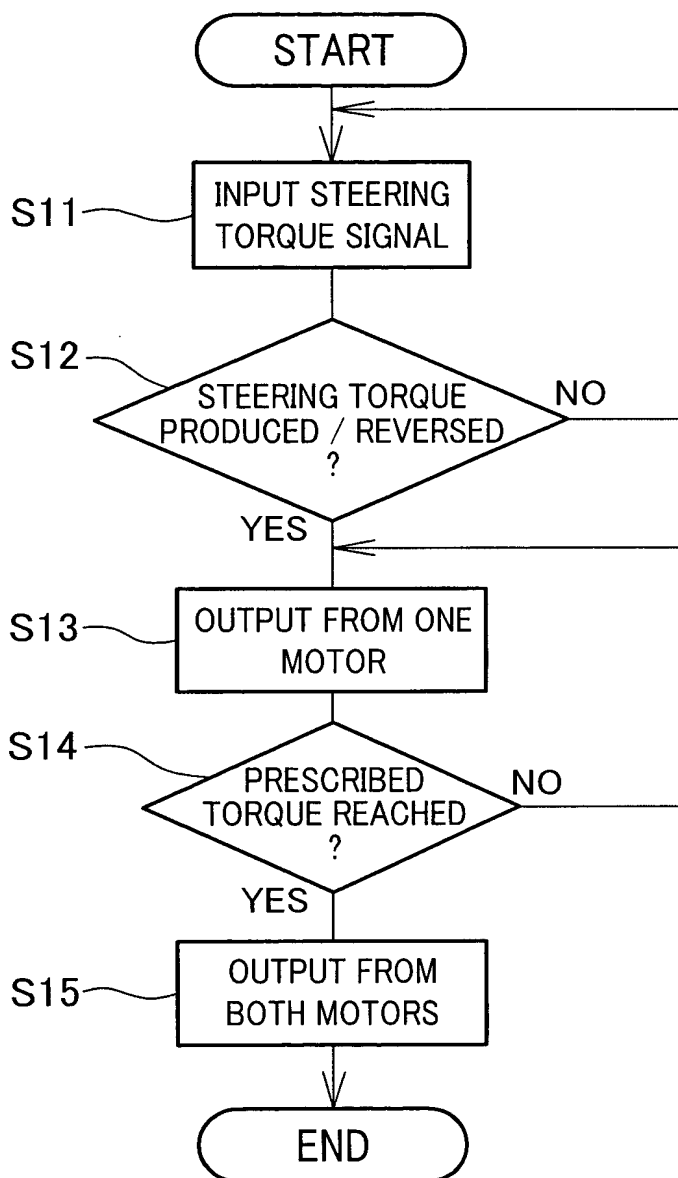 START
S11
INPUT STEERING
TORQUE SIGNAL
S12
STEERING TORQUE
PRODUCED / REVERSED
?
NO
YES
S13
OUTPUT FROM ONE
MOTOR
S14
PRESCRIBED
TORQUE REACHED
?
NO
YES
S15
OUTPUT FROM
BOTH MOTORS
END